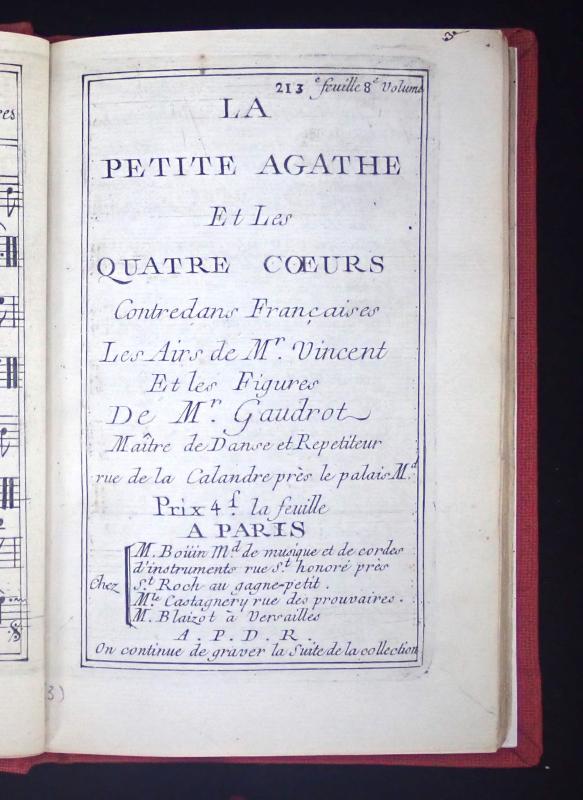 213 e feuille 8 e Volume
LA
PETITE AGATHE
Et Les
QUATRE CŒURS
Contredans Françaises
Les Airs de Mr. Vincent
Et les Figures
De Mr. Gaudrot
Maître de Danse et Repetiteur
rue de la Calandre près le palais M.d
Prix 4 f. la feuille
A PARIS
Chez
M. Boüin Md de musique et de cordes
d'instruments rue St. honoré près
St. Roch au gagne-petit.
Mlle Castagnery rue des prouvaires.
M. Blaizot à Versailles
A. P. D. R.
On continue de graver la Suite de la collection
3)